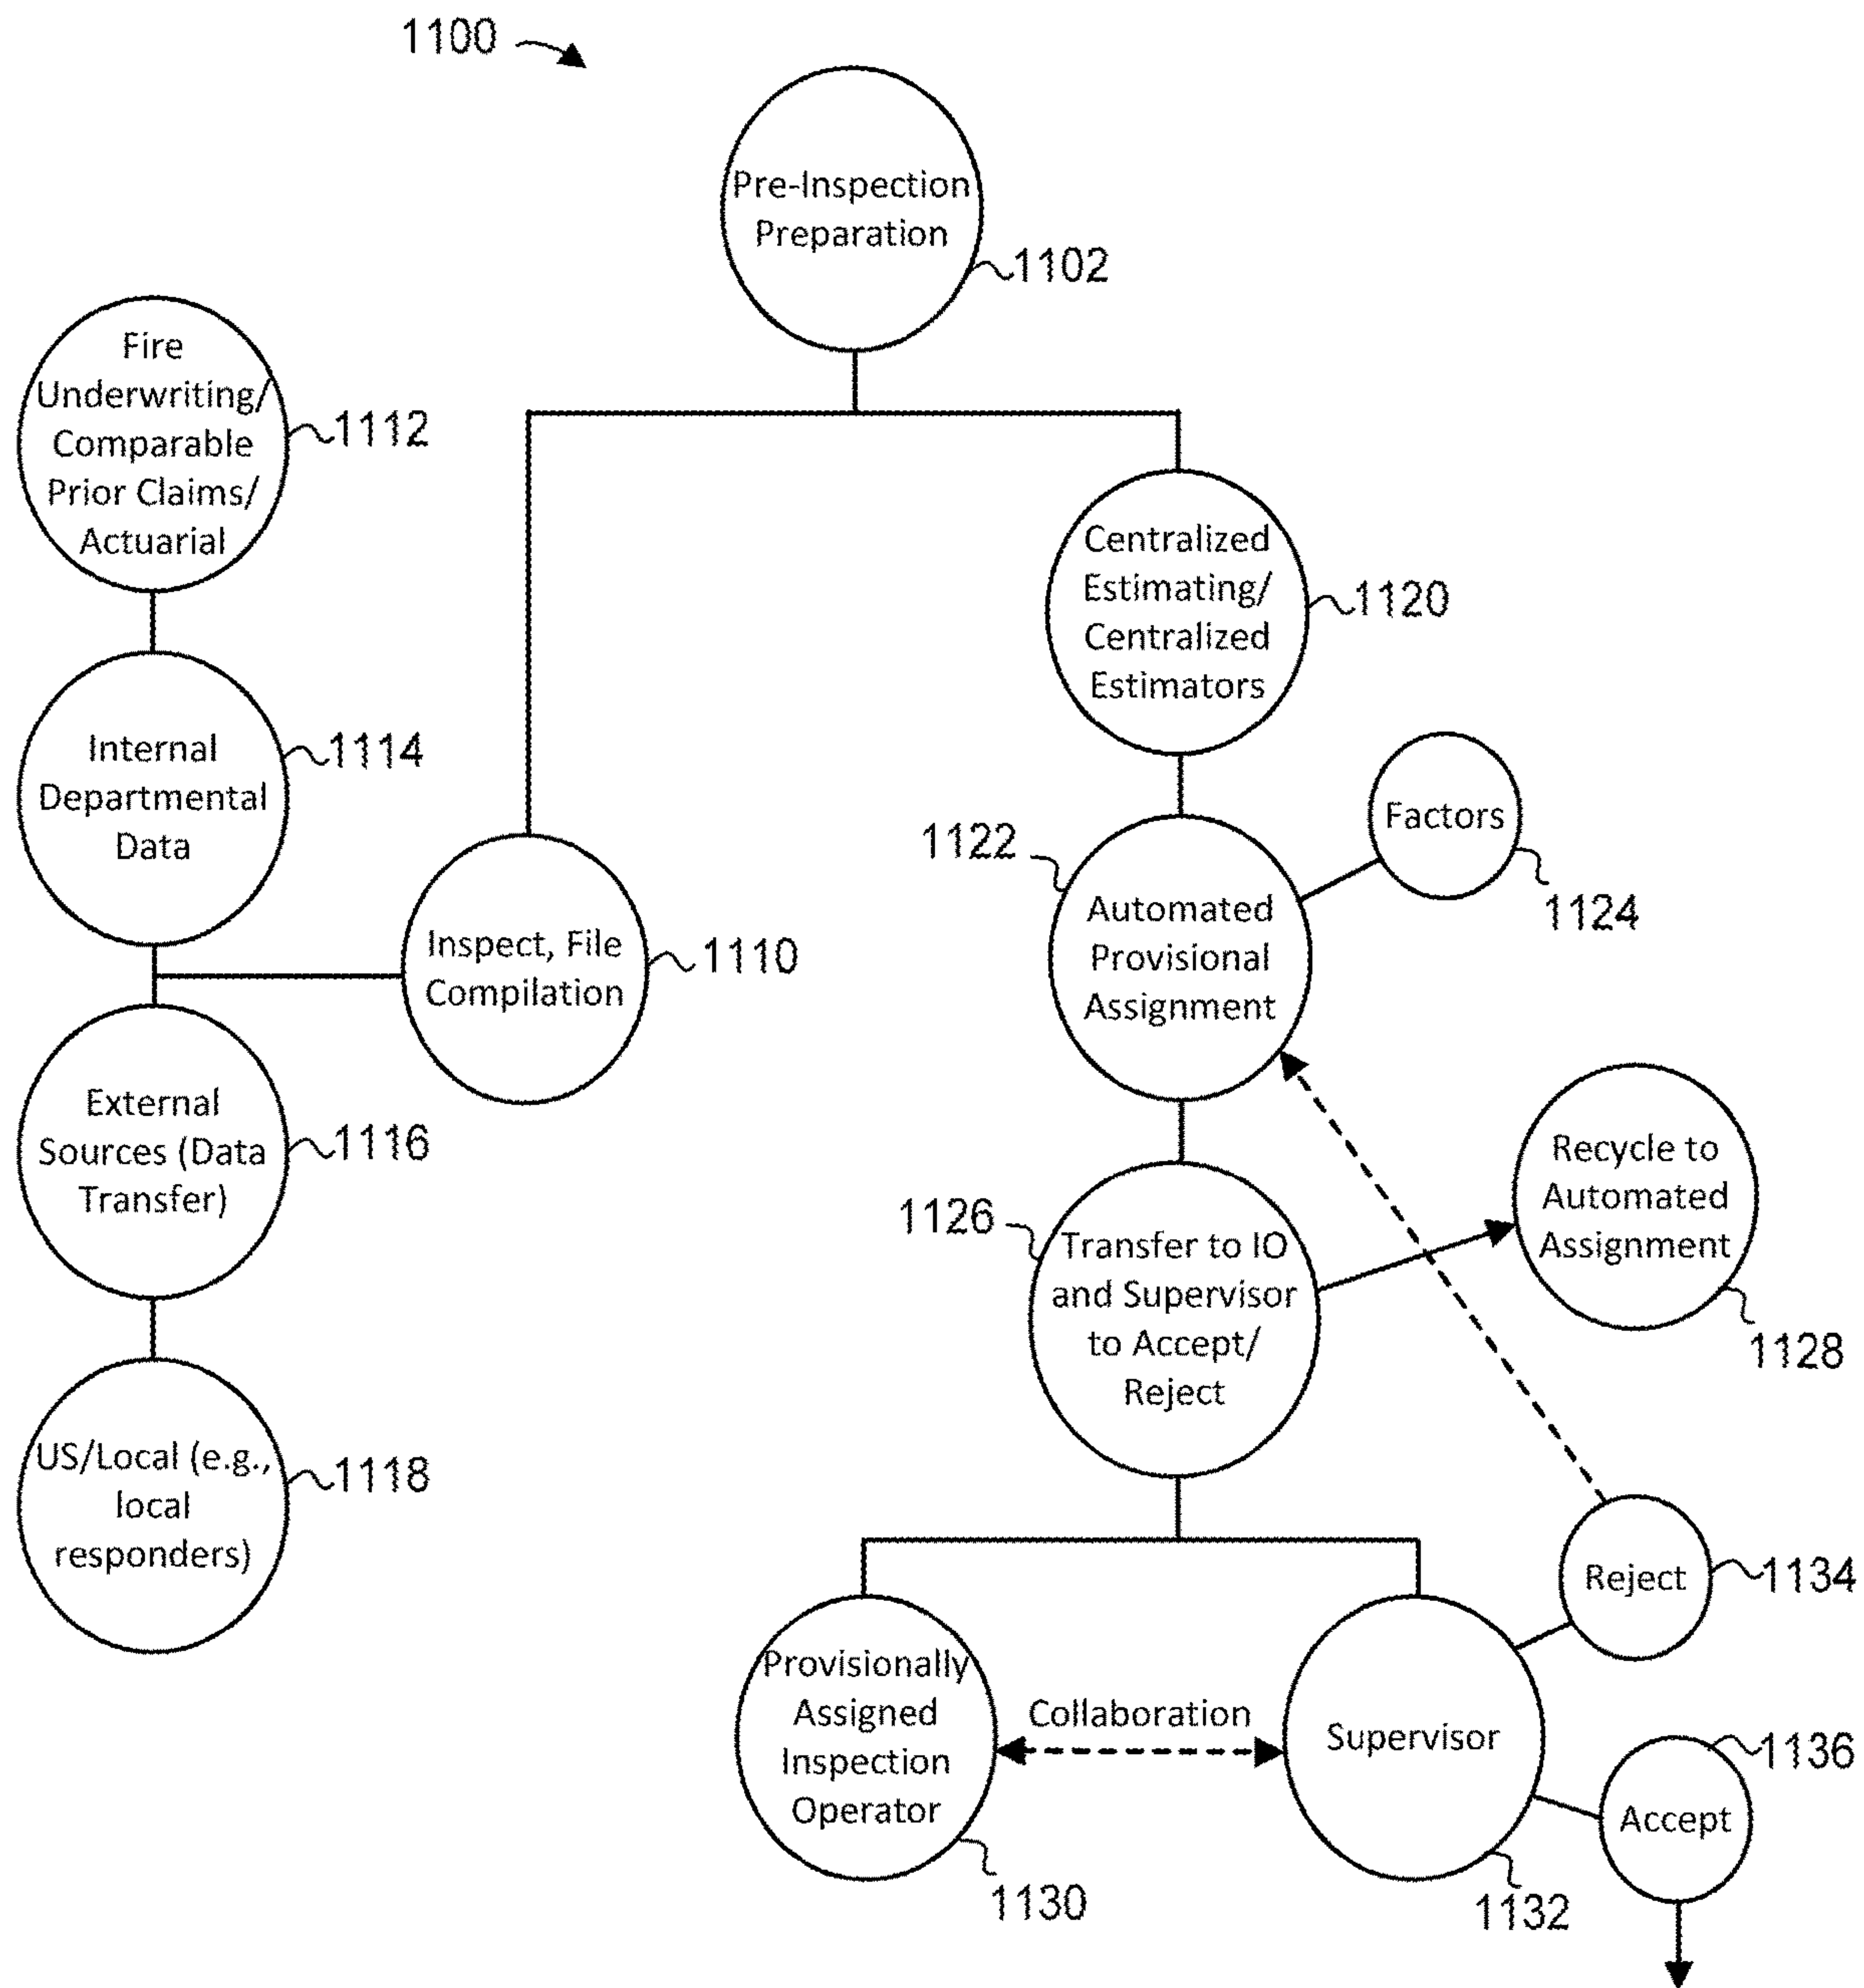 1100
Pre-Inspection
Preparation
1102
Fire
Underwriting/
Comparable
Prior Claims/
Actuarial
1112
Internal
Departmental
Data
1114
Inspect, File
Compilation
1110
External
Sources (Data
Transfer)
1116
US/Local (e.g.,
local
responders)
1118
Centralized
Estimating/
Centralized
Estimators
1120
1122
Automated
Provisional
Assignment
Factors
1124
1126
Transfer to IO
and Supervisor
to Accept/
Reject
Recycle to
Automated
Assignment
1128
Provisionally
Assigned
Inspection
Operator
1130
Collaboration
Supervisor
1132
Reject
1134
Accept
1136